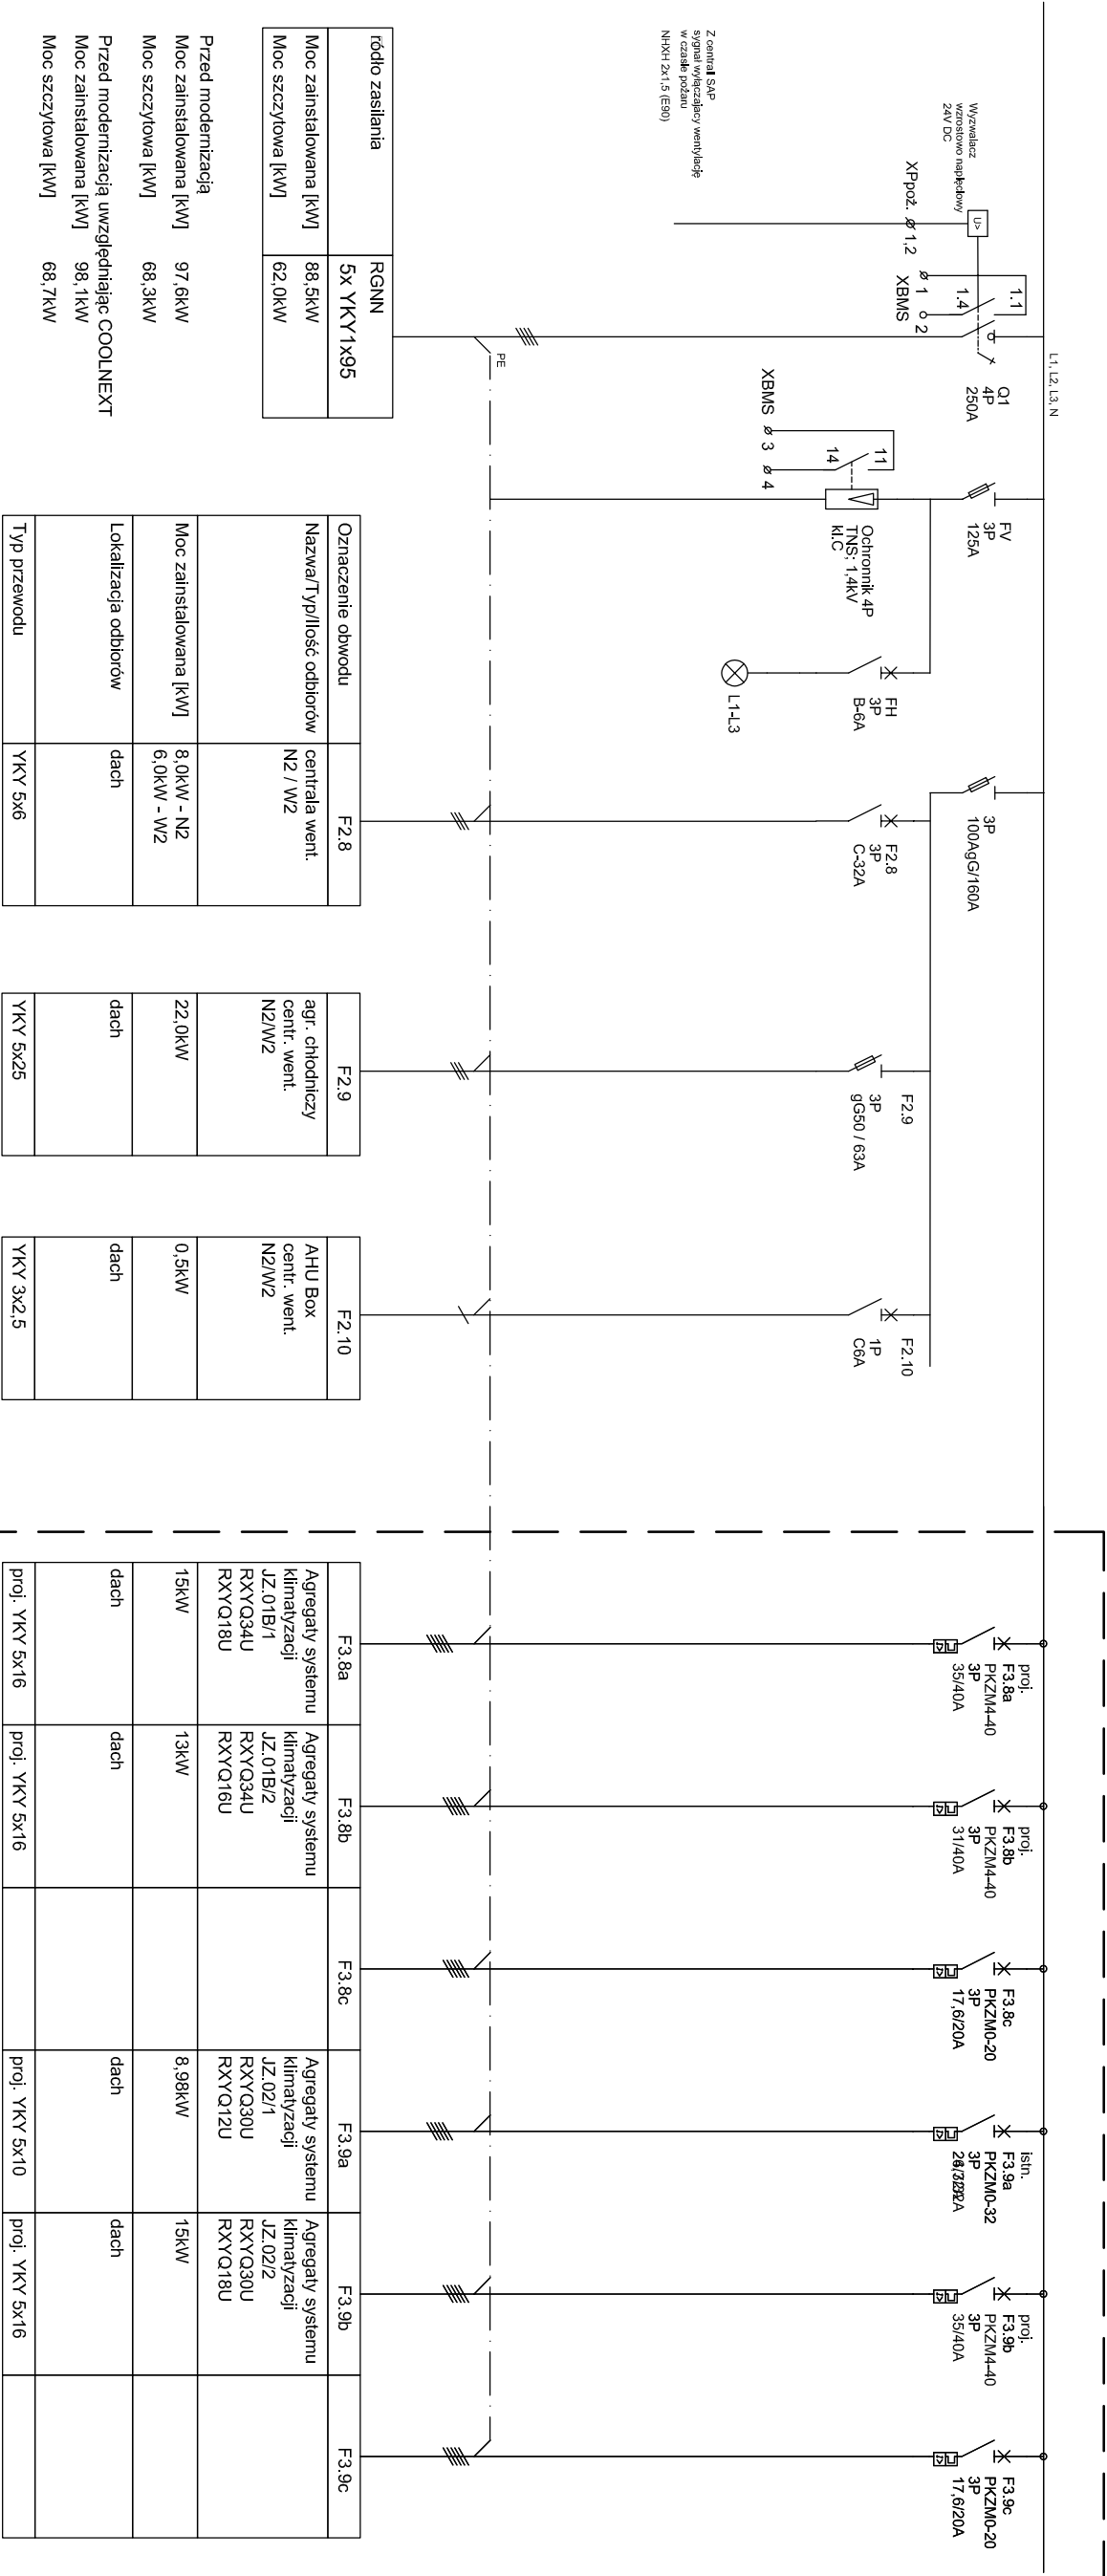 L1, L2, L3, N
Wyzwalacz
wzrostowo napięciowy
24V DC
U>
XPpoż. 1,2
1.1
1.4
1 2
XBMS
Q1
4P
250A
Z centrali SAP
sygnał wyłączający wentylację
w czasie pożaru
NHXH 2x1,5 (E90)
PE
FV
3P
125A
11
14
XBMS 3 4
Ochronnik 4P
TNS; 1,4kV
kl.C
FH
3P
B-6A
L1-L3
3P
100AgG/160A
F2.8
3P
C-32A
F2.9
3P
gG50 / 63A
F2.10
1P
C6A
proj.
F3.8a
PKZM4-40
3P
35/40A
proj.
F3.8b
PKZM4-40
3P
31/40A
F3.8c
PKZM0-20
3P
17,6/20A
istn.
F3.9a
PKZM0-32
3P
proj.
F3.9b
PKZM4-40
3P
35/40A
F3.9c
PKZM0-20
3P
17,6/20A
ródło zasilania
RGNN
5x YKY1x95
Moc zainstalowana [kW] 88,5kW
Moc szczytowa [kW] 62,0kW
Przed modernizacją
Moc zainstalowana [kW] 97,6kW
Moc szczytowa [kW] 68,3kW
Przed modernizacją uwzględniając COOLNEXT
Moc zainstalowana [kW] 98,1kW
Moc szczytowa [kW] 68,7kW
Oznaczenie obwodu
Nazwa/Typ/Ilość odbiorów
Moc zainstalowana [kW]
Lokalizacja odbiorów
Typ przewodu
F2.8
centrala went.
N2 / W2
8,0kW - N2
6,0kW - W2
dach
YKY 5x6
F2.9
agr. chłodniczy
centr. went.
N2/W2
22,0kW
dach
YKY 5x25
F2.10
AHU Box
centr. went.
N2/W2
0,5kW
dach
YKY 3x2,5
F3.8a
Agregaty systemu
klimatyzacji
JZ.01B/1
RXYQ34U
RXYQ18U
15kW
dach
proj. YKY 5x16
F3.8b
Agregaty systemu
klimatyzacji
JZ.01B/2
RXYQ34U
RXYQ16U
13kW
dach
proj. YKY 5x16
F3.8c
F3.9a
Agregaty systemu
klimatyzacji
JZ.02/1
RXYQ30U
RXYQ12U
8,98kW
dach
proj. YKY 5x10
F3.9b
Agregaty systemu
klimatyzacji
JZ.02/2
RXYQ30U
RXYQ18U
15kW
dach
proj. YKY 5x16
F3.9c